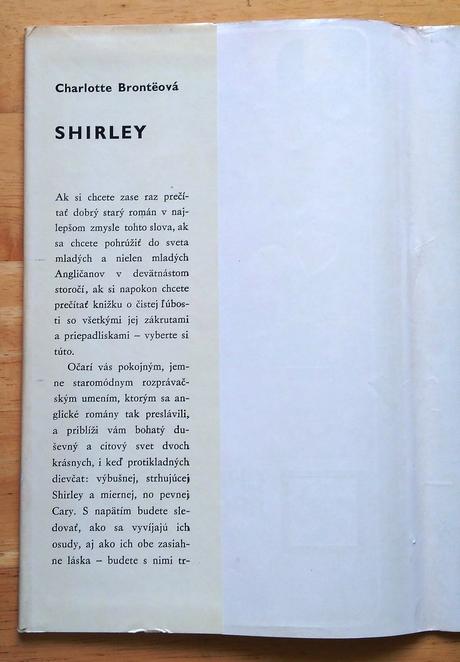 Charlotte Brontëová
SHIRLEY
Ak si chcete zase raz prečí-
tať dobrý starý román v naj-
lepšom zmysle tohto slova, ak
sa chcete pohrúžiť do sveta
mladých a nielen mladých
Angličanov v devätnástom
storočí, ak si napokon chcete
prečítať knižku o čistej ľúbos-
ti so všetkými jej zákrutami
a priepadliskami – vyberte si
túto.
Očarí vás pokojným, jem-
ne staromódnym rozprávač-
ským umením, ktorým sa an-
glické romány tak preslávili,
a priblíži vám bohatý du-
ševný a citový svet dvoch
krásnych, i keď protikladných
dievčat: výbušnej, strhujúcej
Shirley a miernej, no pevnej
Cary. S napätím budete sle-
dovať, ako sa vyvíjajú ich
osudy, aj ako ich obe zasiah-
ne láska – budete s nimi tr-